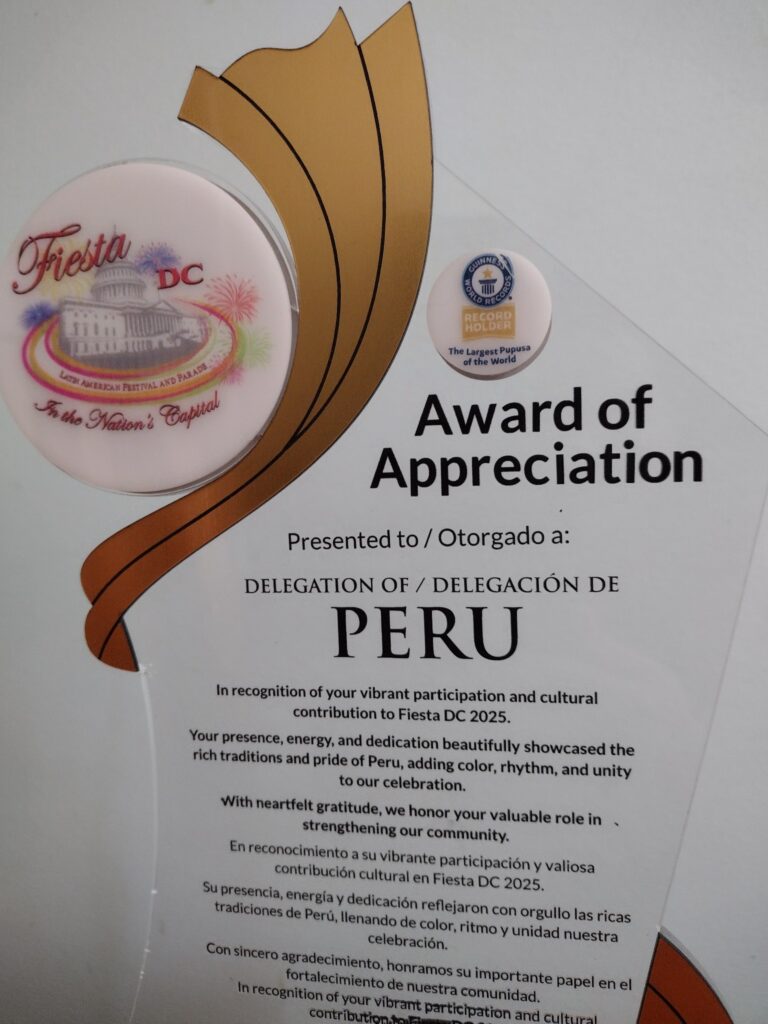 Fiesta
DC
LATIN AMERICAN FESTIVAL AND PARADE
In the Nation's Capital
GUINNESS
WORLD RECORDS
RECORD
HOLDER
The Largest Pupusa
of the World
Award of
Appreciation
Presented to / Otorgado a:
DELEGATION OF / DELEGACIÓN DE
PERU
In recognition of your vibrant participation and cultural
contribution to Fiesta DC 2025.
Your presence, energy, and dedication beautifully showcased the
rich traditions and pride of Peru, adding color, rhythm, and unity
to our celebration.
With neartfelt gratitude, we honor your valuable role in
strengthening our community.
En reconocimiento a su vibrante participación y valiosa
contribución cultural en Fiesta DC 2025.
Su presencia, energía y dedicación reflejaron con orgullo las ricas
tradiciones de Perú, llenando de color, ritmo y unidad nuestra
celebración.
Con sincero agradecimiento, honramos su importante papel en el
fortalecimiento de nuestra comunidad.
In recognition of your vibrant participation and cultural
contribution to Fiesta DC